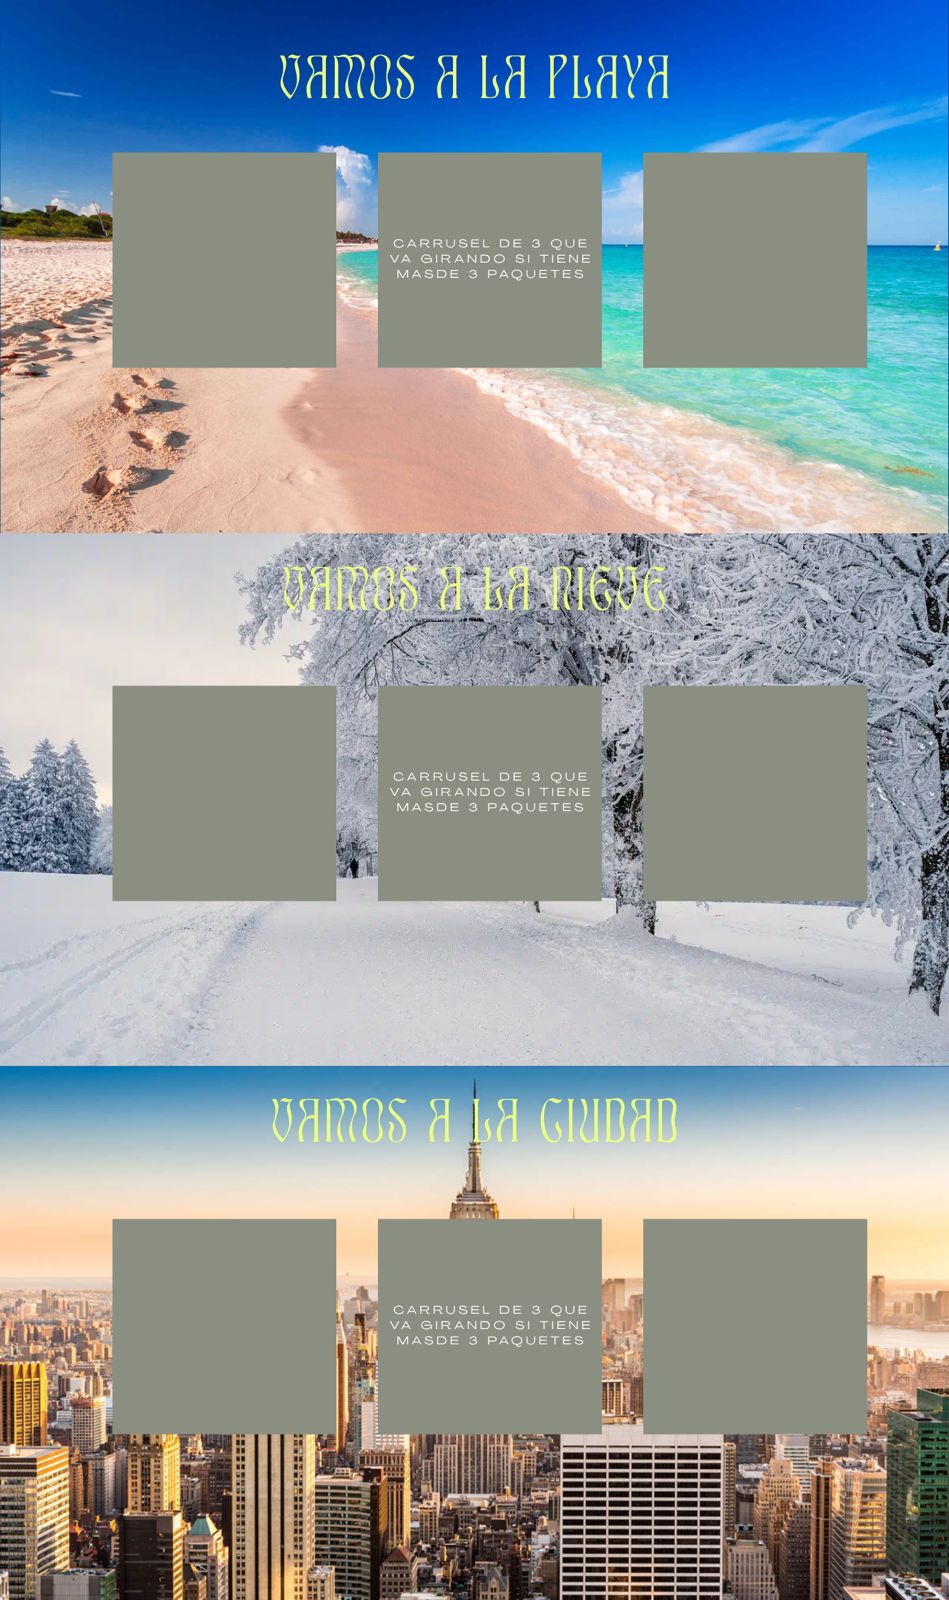 VAMOS A LA PLAYA
CARRUSEL DE 3 QUE
VA GIRANDO SI TIENE
MASDE 3 PAQUETES
VAMOS A LA NIEVE
CARRUSEL DE 3 QUE
VA GIRANDO SI TIENE
MASDE 3 PAQUETES
VAMOS A LA CIUDAD
CARRUSEL DE 3 QUE
VA GIRANDO SI TIENE
MASDE 3 PAQUETES